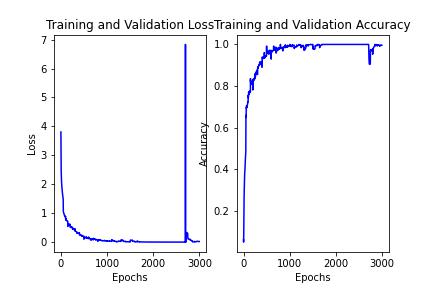 Training and Validation Loss
7
6
5
4
3
2
1
0
Loss
0 1000 2000 3000
Epochs
Training and Validation Accuracy
1.0
0.8
0.6
0.4
0.2
Accuracy
0 1000 2000 3000
Epochs